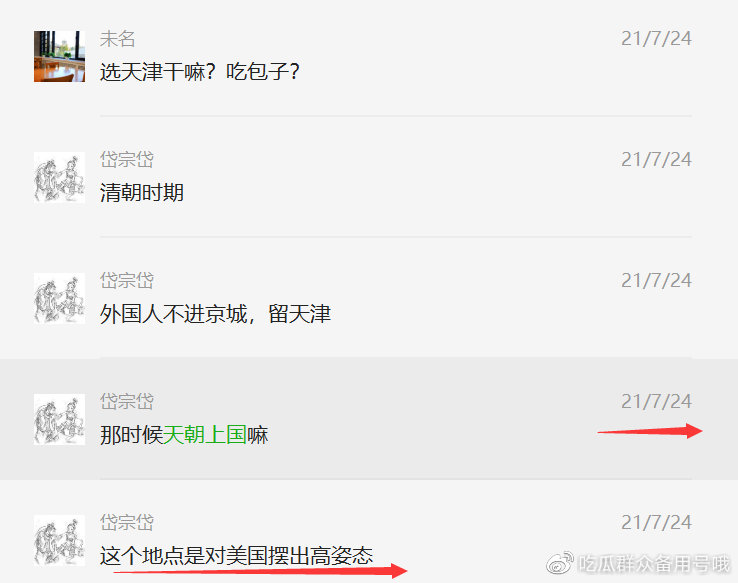 未名
21/7/24
选天津干嘛？吃包子？
岱宗岱
21/7/24
清朝时期
岱宗岱
21/7/24
外国人不进京城，留天津
岱宗岱
21/7/24
那时候天朝上国嘛
岱宗岱
21/7/24
这个地点是对美国摆出高姿态
吃瓜群众备用号哦